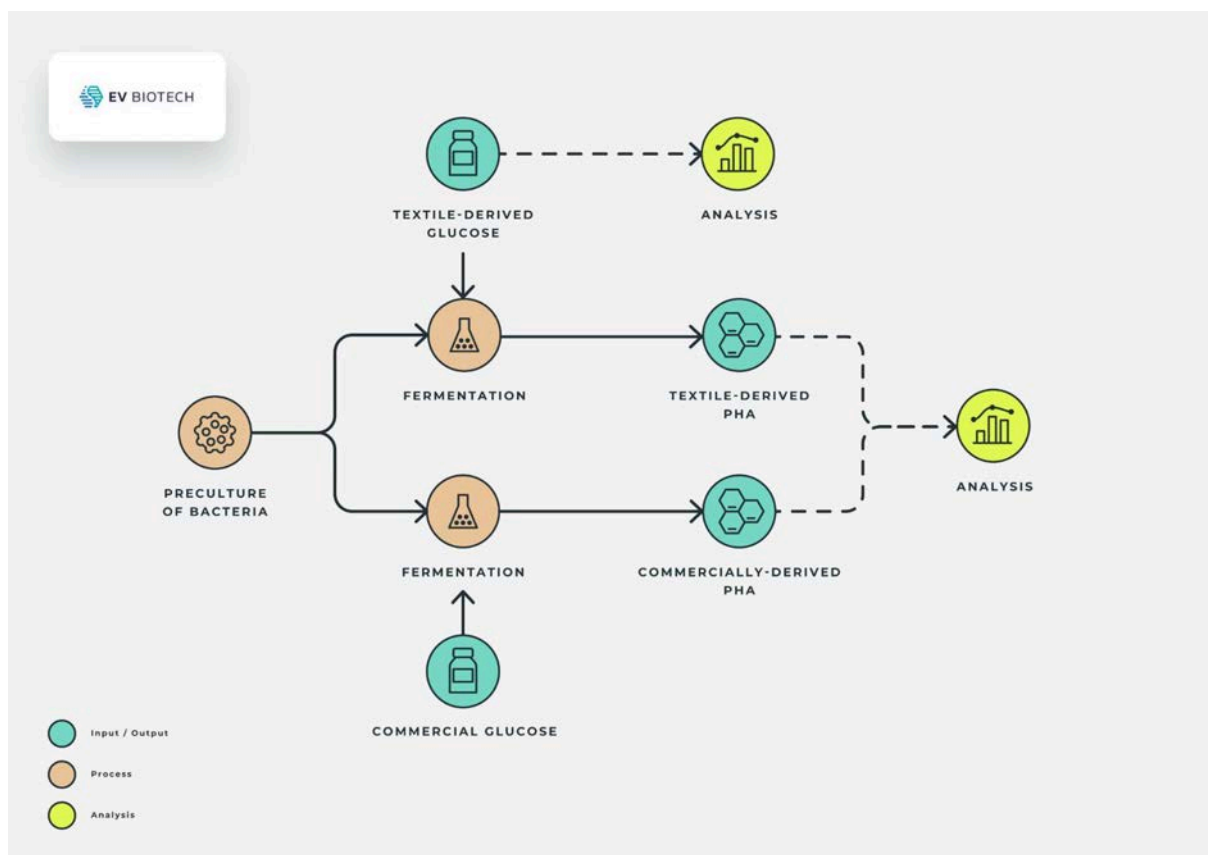 EV BIOTECH
TEXTILE-DERIVED
GLUCOSE
ANALYSIS
FERMENTATION
TEXTILE-DERIVED
PHA
PRECULTURE
OF BACTERIA
ANALYSIS
FERMENTATION
COMMERCIALLY-DERIVED
PHA
COMMERCIAL GLUCOSE
Input / Output
Process
Analysis